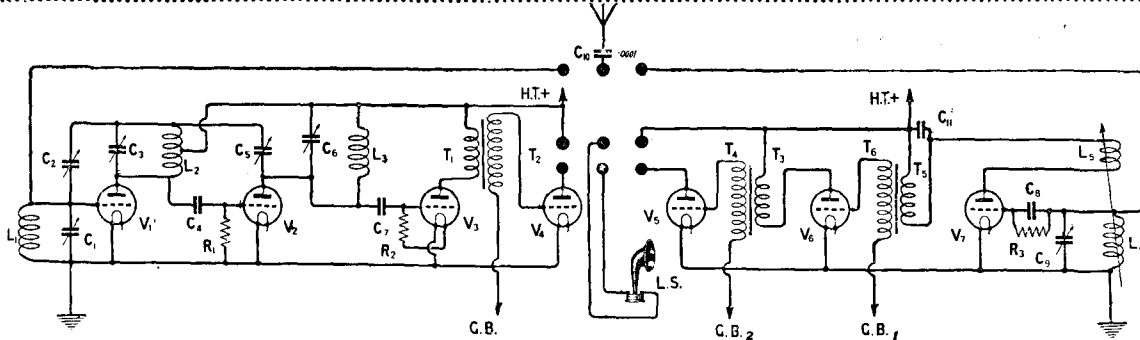 C10 .0001
H.T.+
H.T.+
C11
C2
C3
L2
C5
C6
L3
T1
T2
T4
T3
T6
T5
L5
L1
C1
V1
C4
R1
V2
C7
R2
V3
V4
V5
V6
V7
C8
R3
C9
L.S.
G.B.
G.B.2
G.B.1